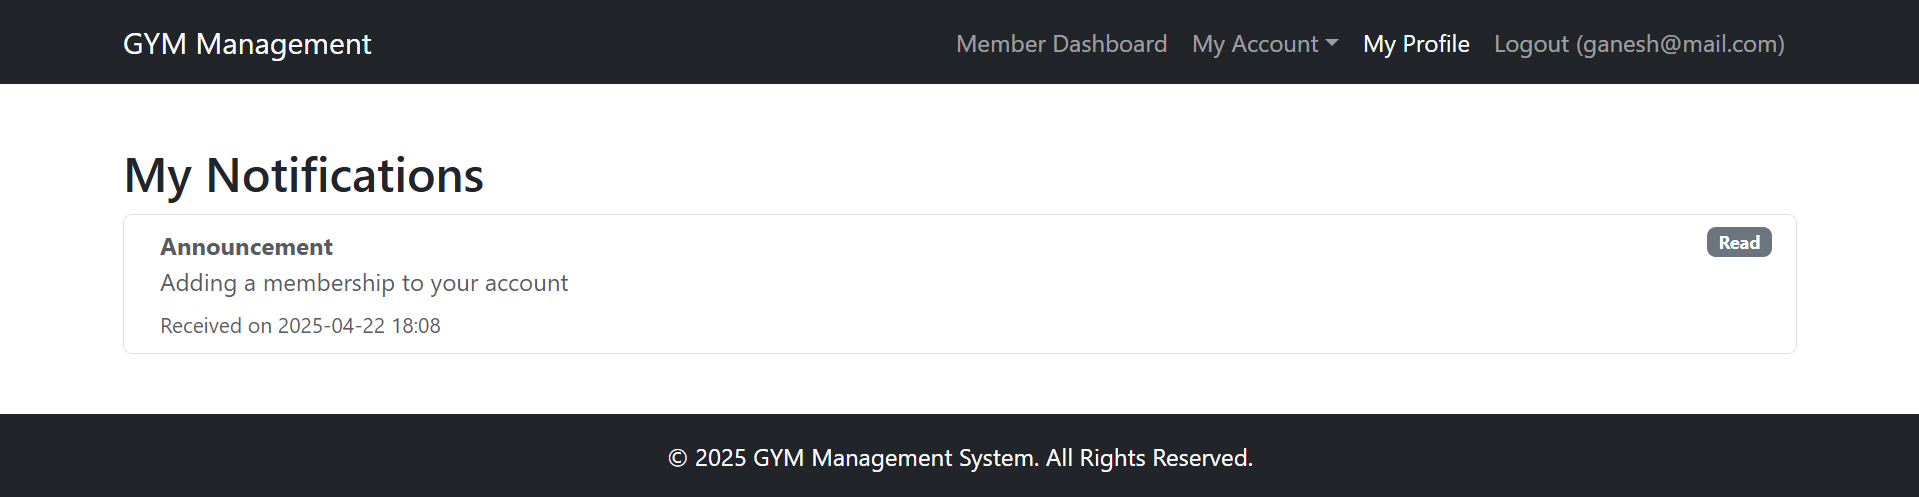 GYM Management Member Dashboard My Account My Profile Logout (ganesh@mail.com)
My Notifications
Announcement Read
Adding a membership to your account
Received on 2025-04-22 18:08
© 2025 GYM Management System. All Rights Reserved.